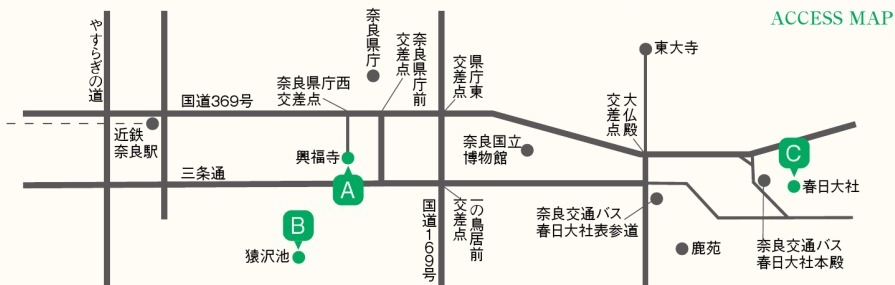 ACCESS MAP
やすらぎの道
奈良県庁
奈良県庁前
交差点
県庁東
交差点
東大寺
奈良県庁西
交差点
国道369号
大仏殿
交差点
近鉄
奈良駅
興福寺
奈良国立
博物館
C
三条通
A
春日大社
B
国道169号
一の鳥居前
交差点
奈良交通バス
春日大社表参道
猿沢池
鹿苑
奈良交通バス
春日大社本殿